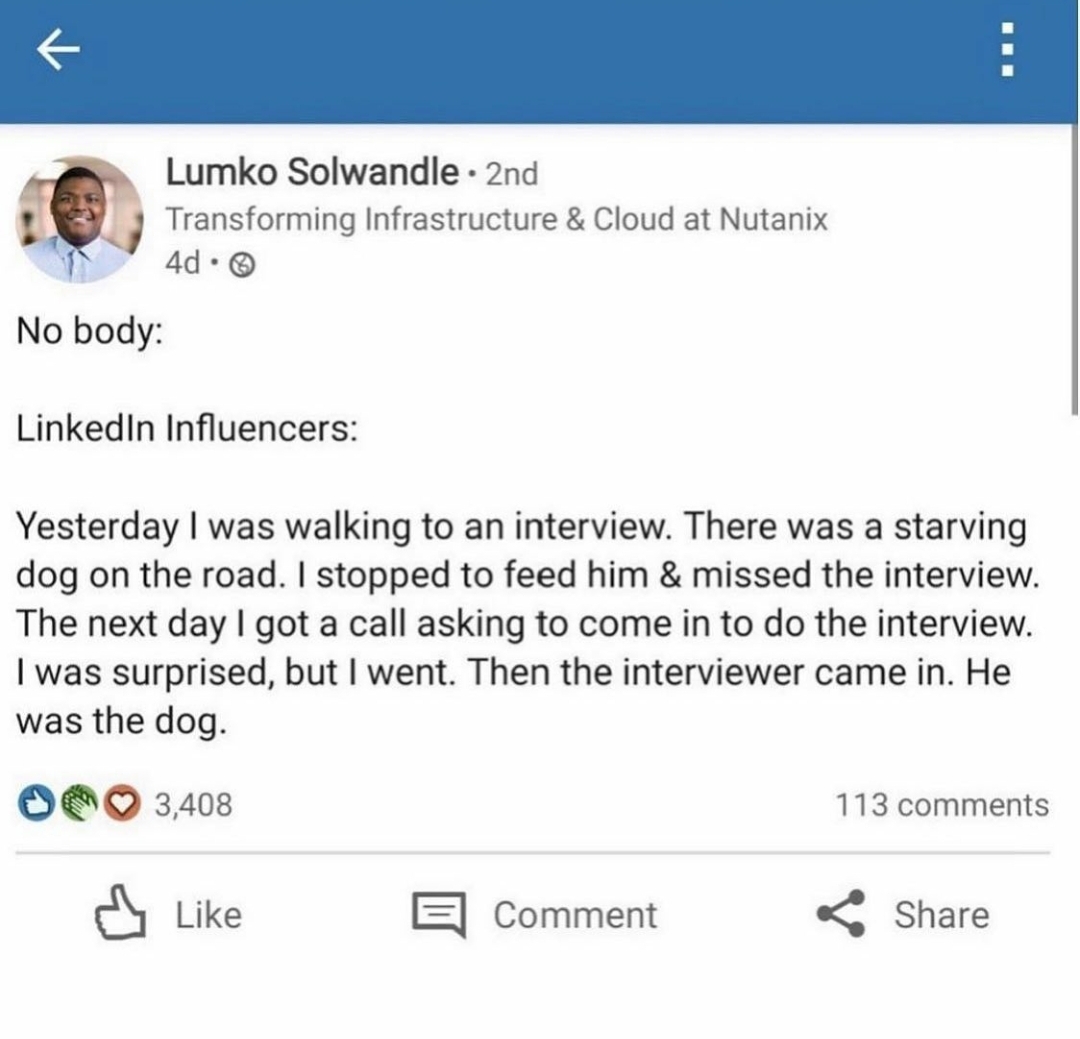 Lumko Solwandle • 2nd
Transforming Infrastructure & Cloud at Nutanix
4d •
No body:
LinkedIn Influencers:
Yesterday I was walking to an interview. There was a starving
dog on the road. I stopped to feed him & missed the interview.
The next day I got a call asking to come in to do the interview.
I was surprised, but I went. Then the interviewer came in. He
was the dog.
3,408
113 comments
Like
Comment
Share